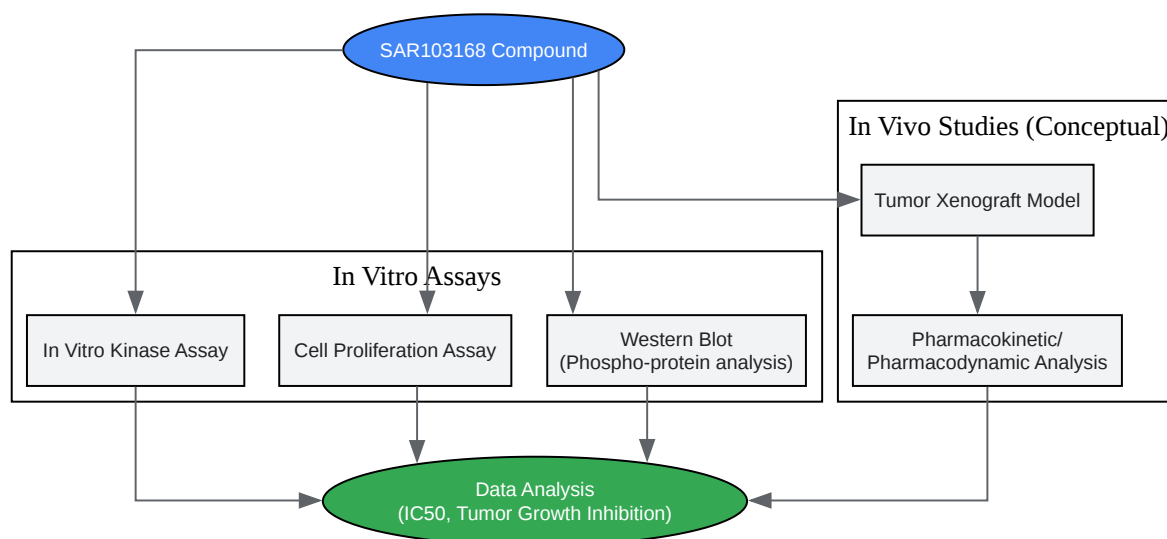 SAR103168 Compound
In Vivo Studies (Conceptual)
Tumor Xenograft Model
In Vitro Assays
In Vitro Kinase Assay
Cell Proliferation Assay
Western Blot
(Phospho-protein analysis)
Pharmacokinetic/
Pharmacodynamic Analysis
Data Analysis
(IC50, Tumor Growth Inhibition)